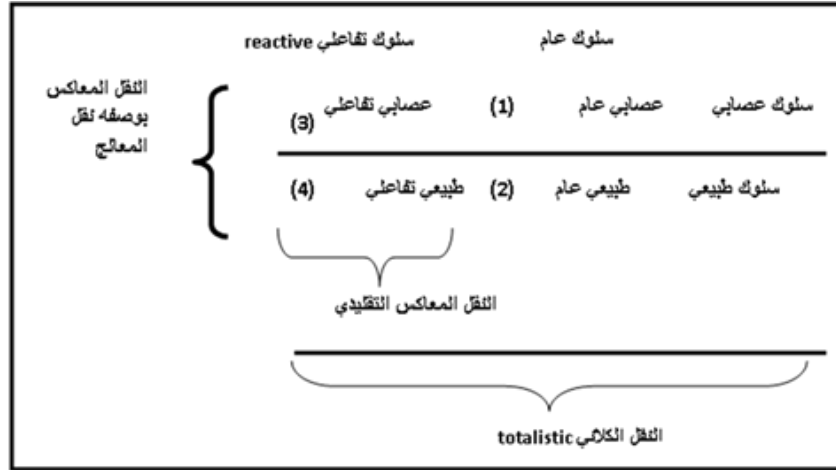 سلوك عام سلوك تفاعلي reactive
سلوك عصابي عصابي عام (1) عصابي تفاعلي (3)
سلوك طبيعي طبيعي عام (2) طبيعي تفاعلي (4)
النقل المعاكس
بوصفه نقل
المعالج
النقل المعاكس التقليدي
النقل الكلاني totalistic